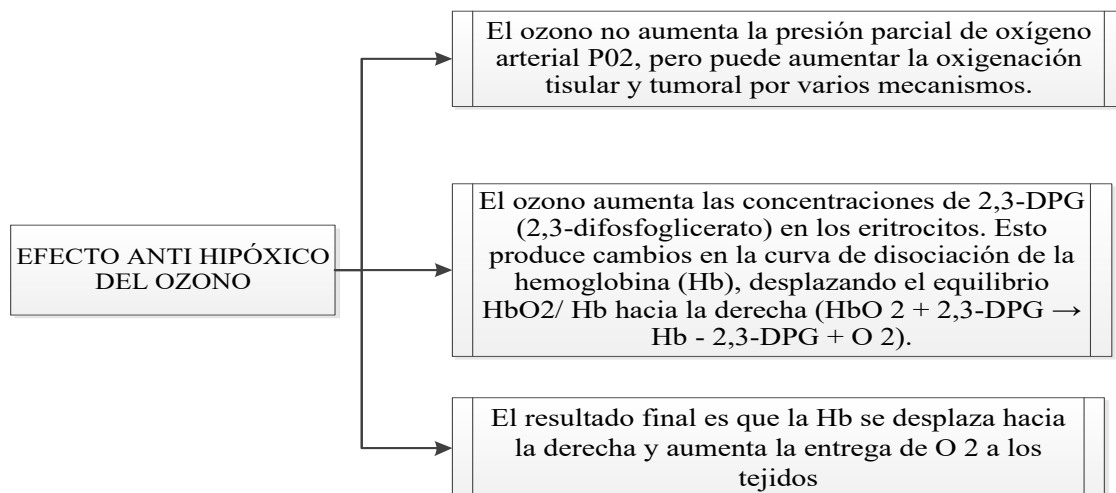 El ozono no aumenta la presión parcial de oxígeno
arterial P02, pero puede aumentar la oxigenación
tisular y tumoral por varios mecanismos.
EFECTO ANTI HIPÓXICO
DEL OZONO
El ozono aumenta las concentraciones de 2,3-DPG
(2,3-difosfoglicerato) en los eritrocitos. Esto
produce cambios en la curva de disociación de la
hemoglobina (Hb), desplazando el equilibrio
HbO2/ Hb hacia la derecha (HbO 2 + 2,3-DPG →
Hb - 2,3-DPG + O 2).
El resultado final es que la Hb se desplaza hacia
la derecha y aumenta la entrega de O 2 a los
tejidos